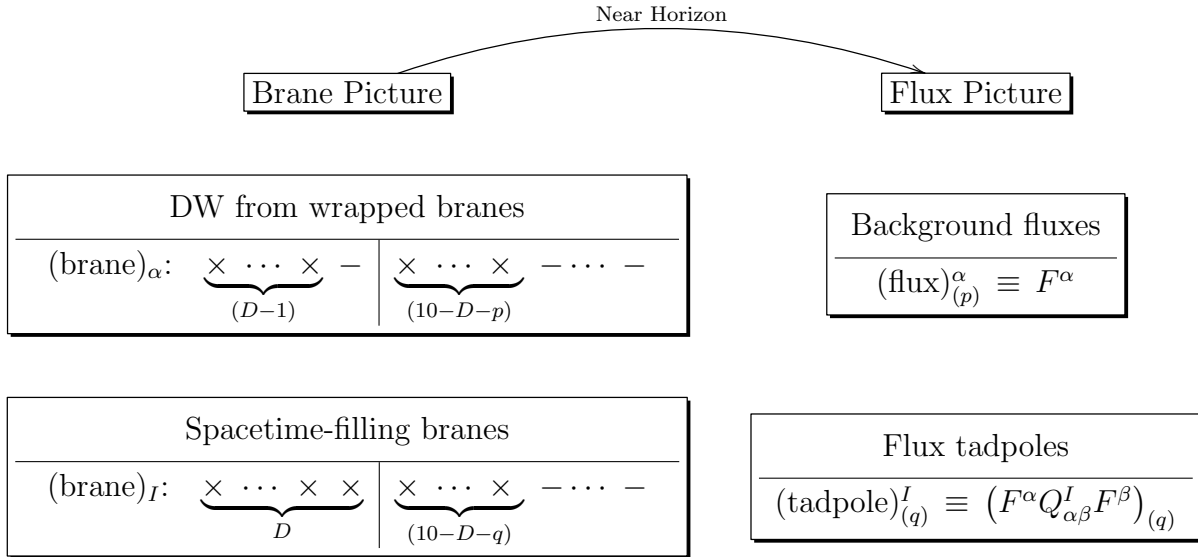 Near Horizon
Brane Picture
Flux Picture
DW from wrapped branes
(brane)_α: × ⋯ × − × ⋯ × − ⋯ −
(D−1) (10−D−p)
Background fluxes
(flux)^α_(p) ≡ F^α
Spacetime-filling branes
(brane)_I: × ⋯ × × × ⋯ × − ⋯ −
D (10−D−q)
Flux tadpoles
(tadpole)^I_(q) ≡ (F^α Q^I_αβ F^β)_(q)